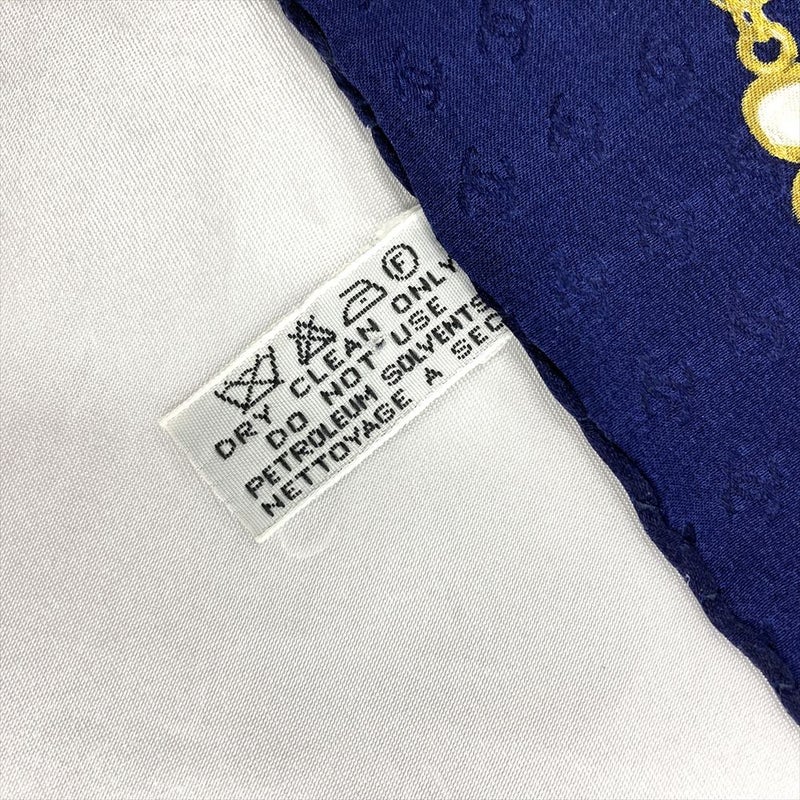 F
DRY CLEAN ONLY
DO NOT USE
PETROLEUM SOLVENTS
NETTOYAGE A SEC